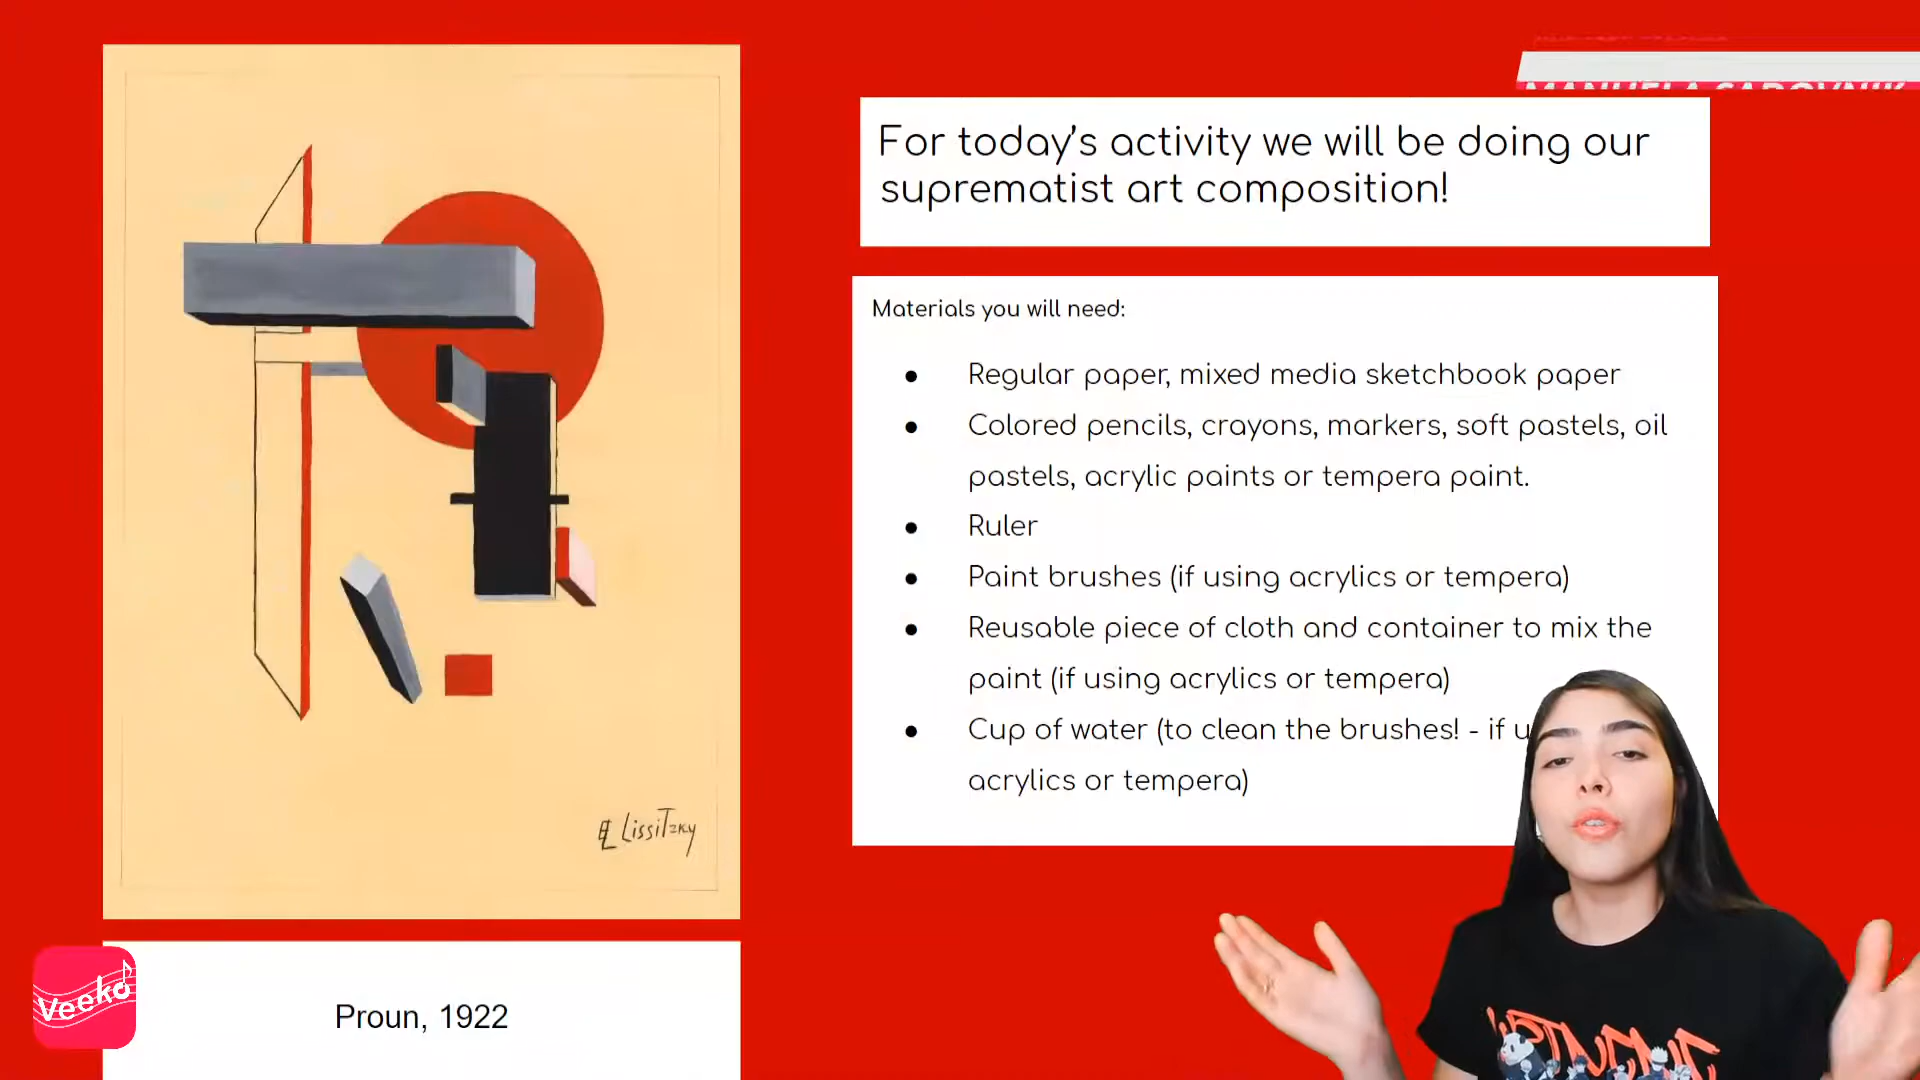 For today's activity we will be doing our
suprematist art composition!
Materials you will need:
● Regular paper, mixed media sketchbook paper
● Colored pencils, crayons, markers, soft pastels, oil
pastels, acrylic paints or tempera paint.
● Ruler
● Paint brushes (if using acrylics or tempera)
● Reusable piece of cloth and container to mix the
paint (if using acrylics or tempera)
● Cup of water (to clean the brushes! - if u
acrylics or tempera)
EL Lissitzky
Veeko
Proun, 1922